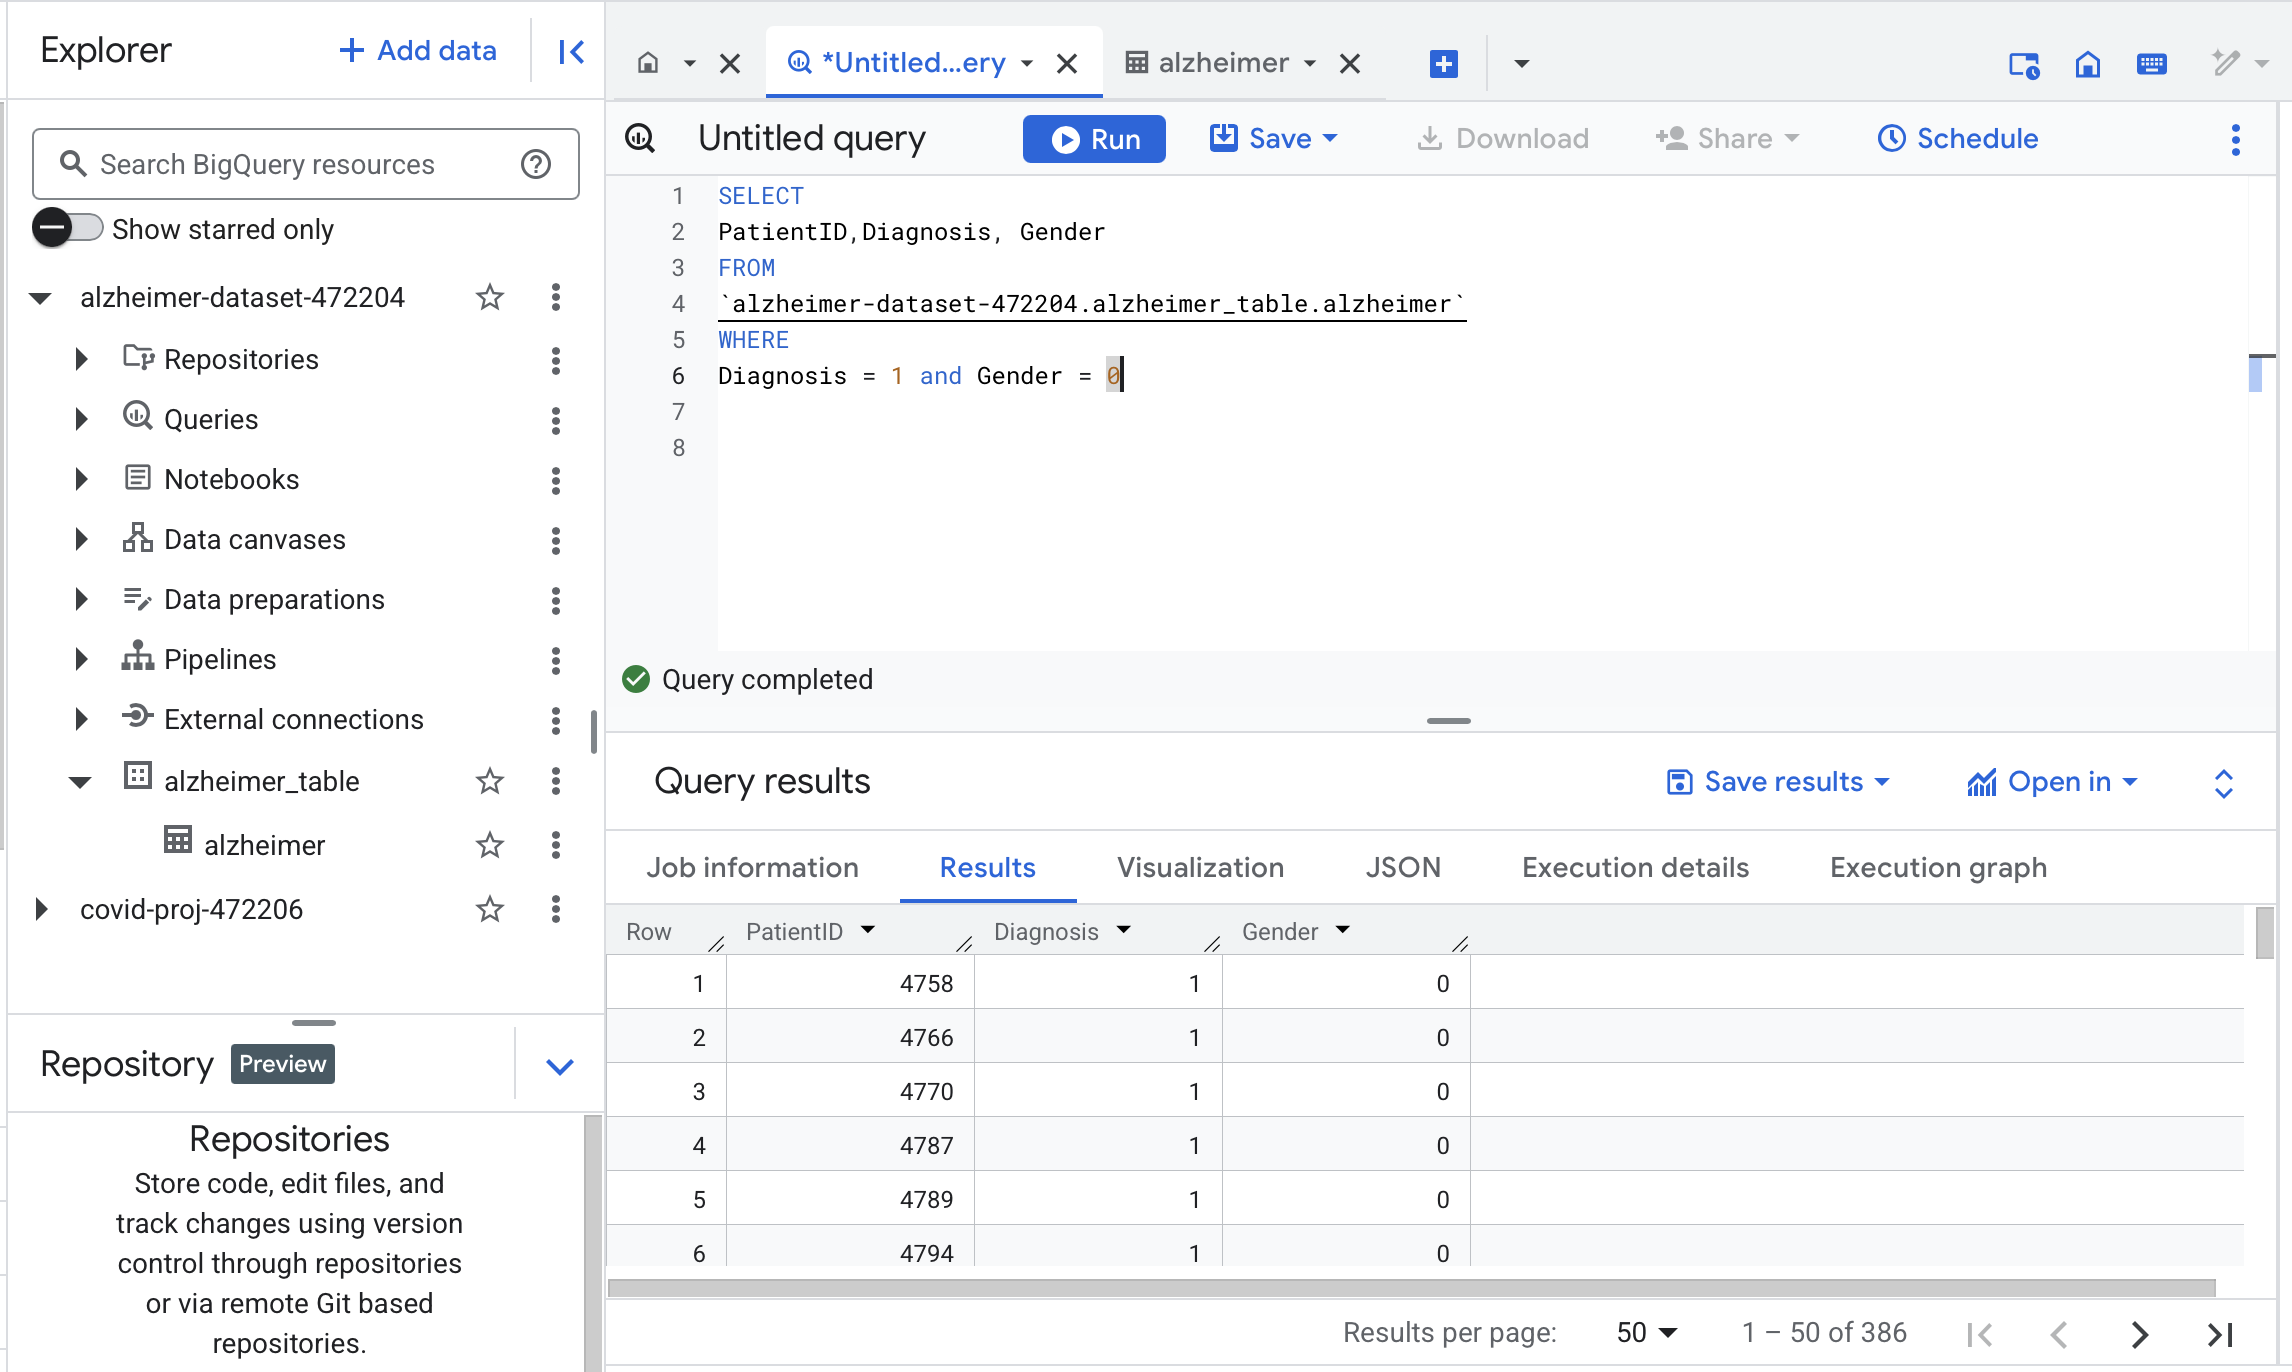 Explorer
+ Add data
Search BigQuery resources
Show starred only
alzheimer-dataset-472204
Repositories
Queries
Notebooks
Data canvases
Data preparations
Pipelines
External connections
alzheimer_table
alzheimer
covid-proj-472206
Repository Preview
Repositories
Store code, edit files, and
track changes using version
control through repositories
or via remote Git based
repositories.
*Untitled...ery
alzheimer
Untitled query
Run
Save
Download
Share
Schedule
1 SELECT
2 PatientID,Diagnosis, Gender
3 FROM
4 `alzheimer-dataset-472204.alzheimer_table.alzheimer`
5 WHERE
6 Diagnosis = 1 and Gender = 0
7
8
Query completed
Query results
Save results
Open in
Job information Results Visualization JSON Execution details Execution graph
Row PatientID Diagnosis Gender
1 4758 1 0
2 4766 1 0
3 4770 1 0
4 4787 1 0
5 4789 1 0
6 4794 1 0
Results per page: 50 1 – 50 of 386